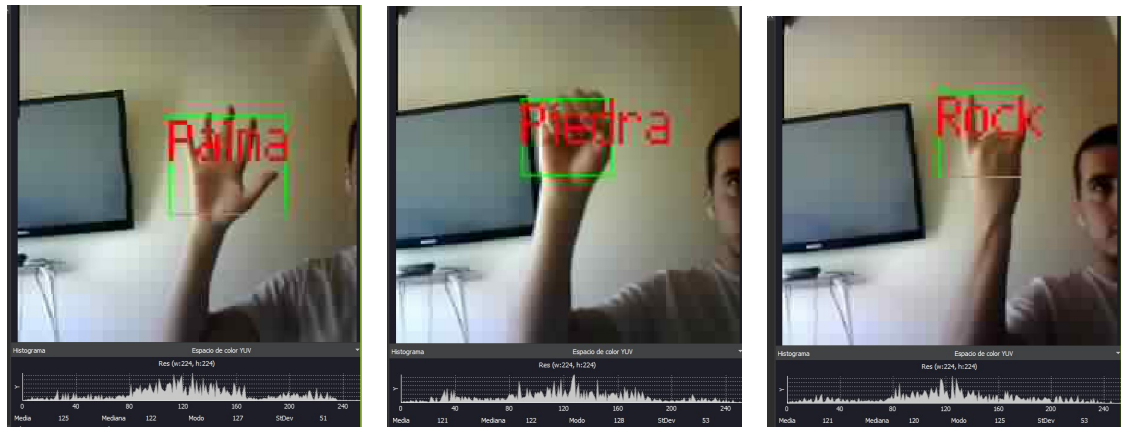 Palma
Histograma
Espacio de color YUV
Res (w:224, h:224)
Y
0 40 80 120 160 200 240
Media 125 Mediana 122 Modo 127 StDev 51
Piedra
Histograma
Espacio de color YUV
Res (w:224, h:224)
Y
0 40 80 120 160 200 240
Media 121 Mediana 122 Modo 128 StDev 53
Rock
Histograma
Espacio de color YUV
Res (w:224, h:224)
Y
0 40 80 120 160 200 240
Media 125 Mediana 120 Modo 125 StDev 53